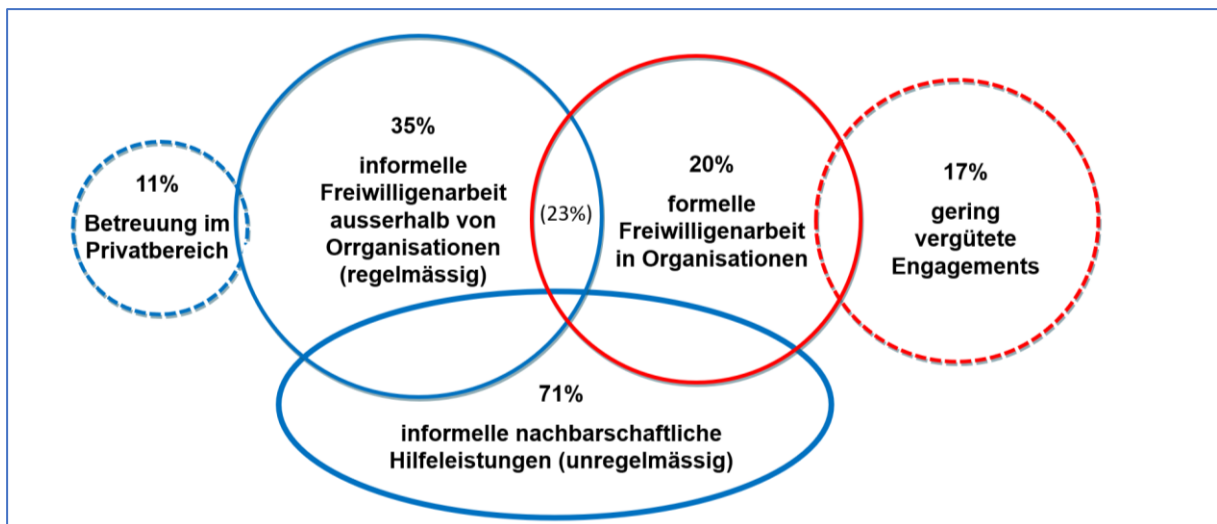 11%
Betreuung im
Privatbereich
35%
informelle
Freiwilligenarbeit
ausserhalb von
Orrganisationen
(regelmässig)
(23%)
20%
formelle
Freiwilligenarbeit
in Organisationen
17%
gering
vergütete
Engagements
71%
informelle nachbarschaftliche
Hilfeleistungen (unregelmässig)